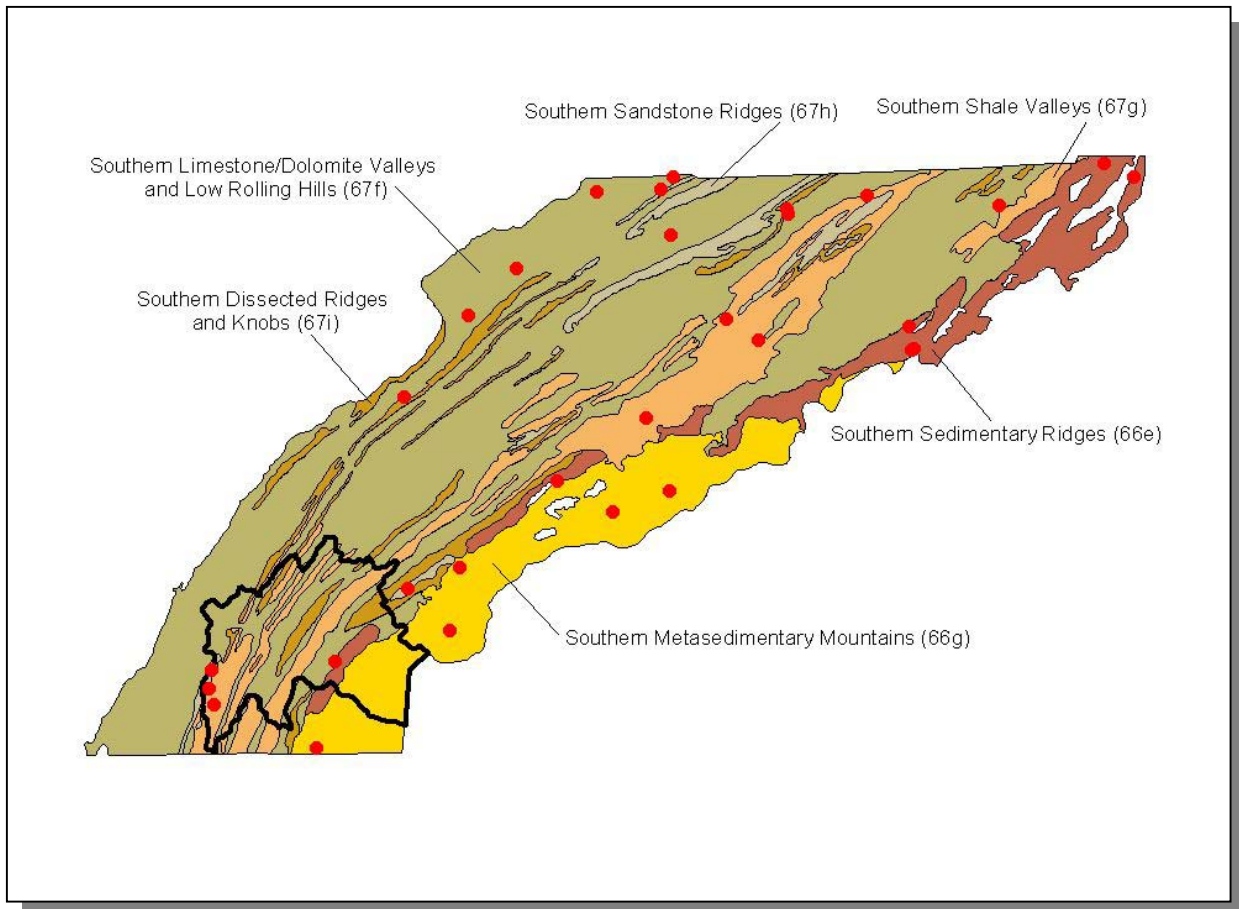 Southern Sandstone Ridges (67h)
Southern Shale Valleys (67g)
Southern Limestone/Dolomite Valleys
and Low Rolling Hills (67f)
Southern Dissected Ridges
and Knobs (67i)
Southern Sedimentary Ridges (66e)
Southern Metasedimentary Mountains (66g)